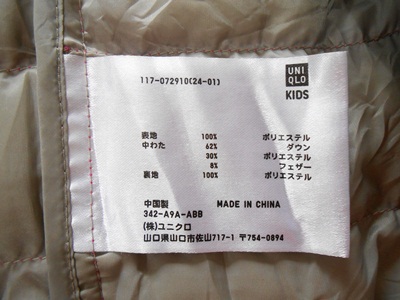 117-072910(24-01)
UNI
QLO
KIDS
表地 100% ポリエステル
中わた 62% ダウン
30% ポリエステル
8% フェザー
裏地 100% ポリエステル
中国製 MADE IN CHINA
342-A9A-ABB
(株)ユニクロ
山口県山口市佐山717-1 〒754-0894